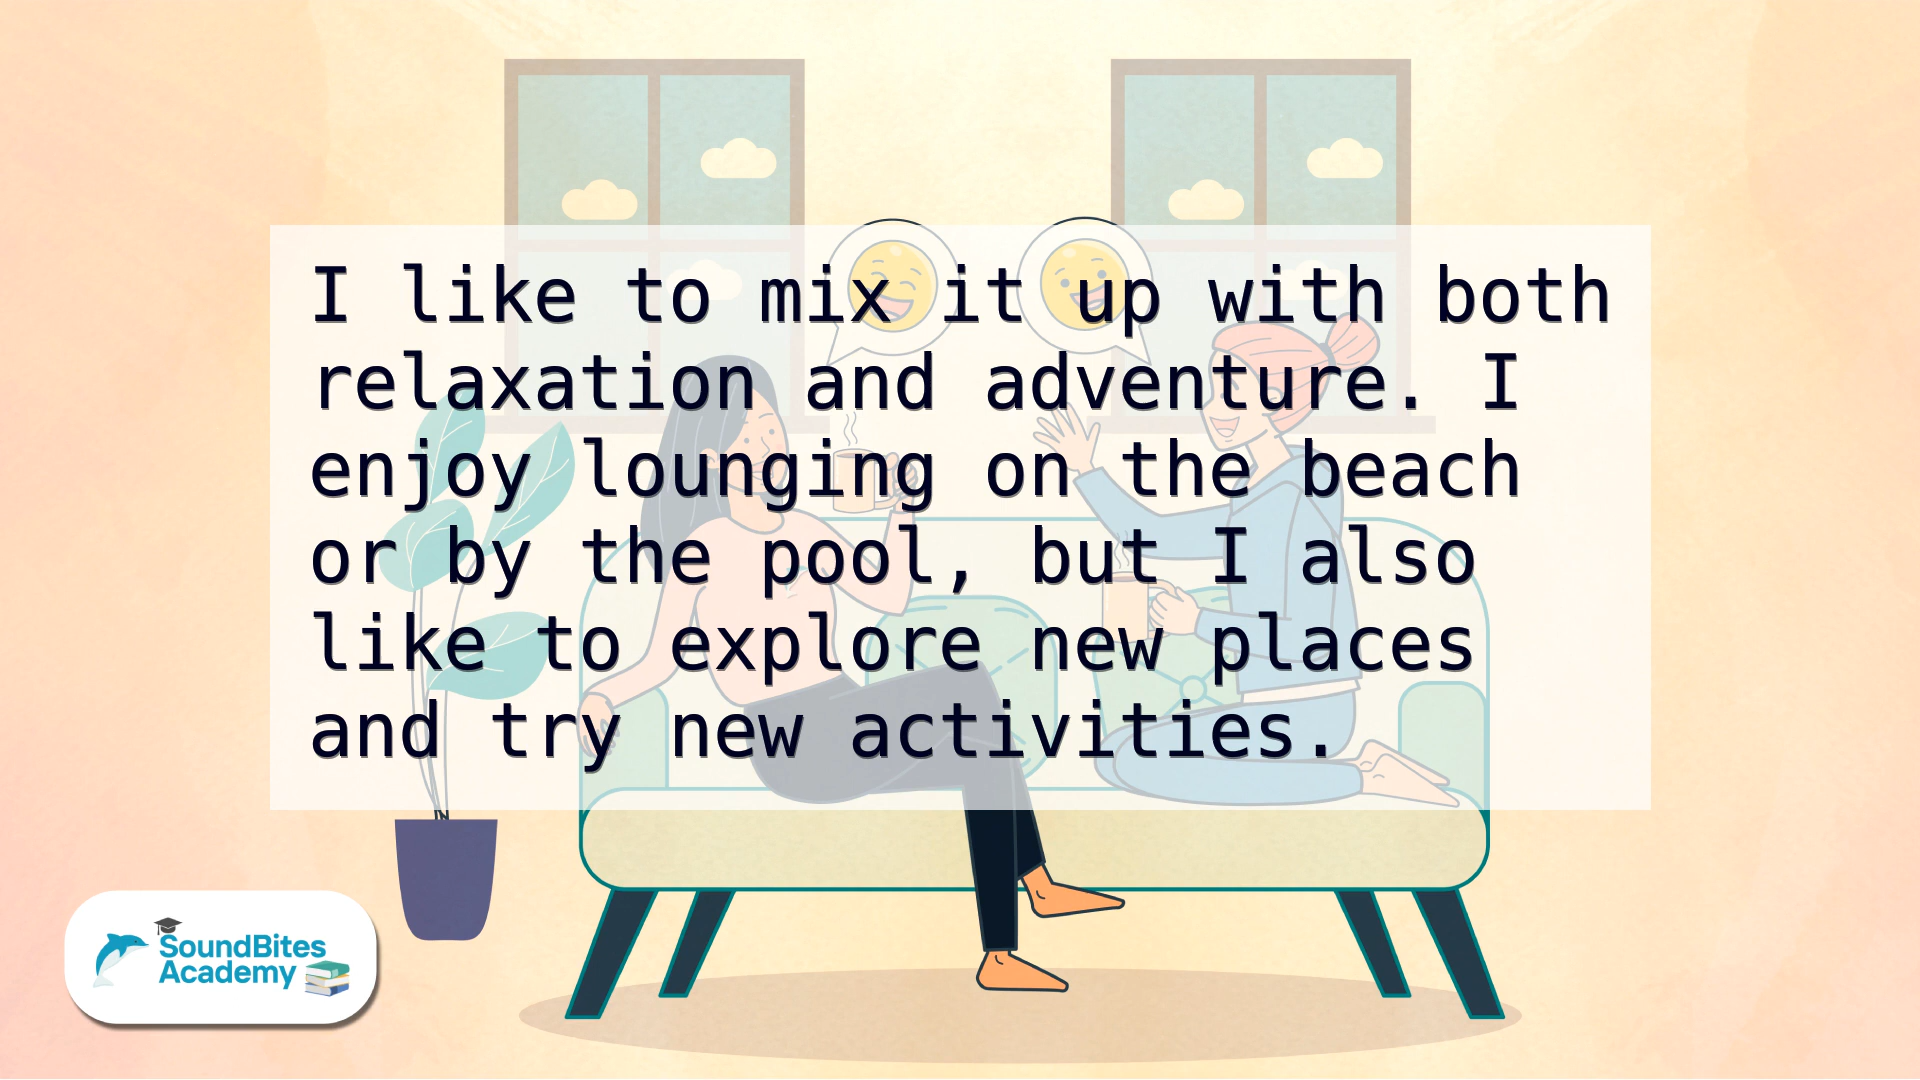 I like to mix it up with both
relaxation and adventure. I
enjoy lounging on the beach
or by the pool, but I also
like to explore new places
and try new activities.
SoundBites
Academy